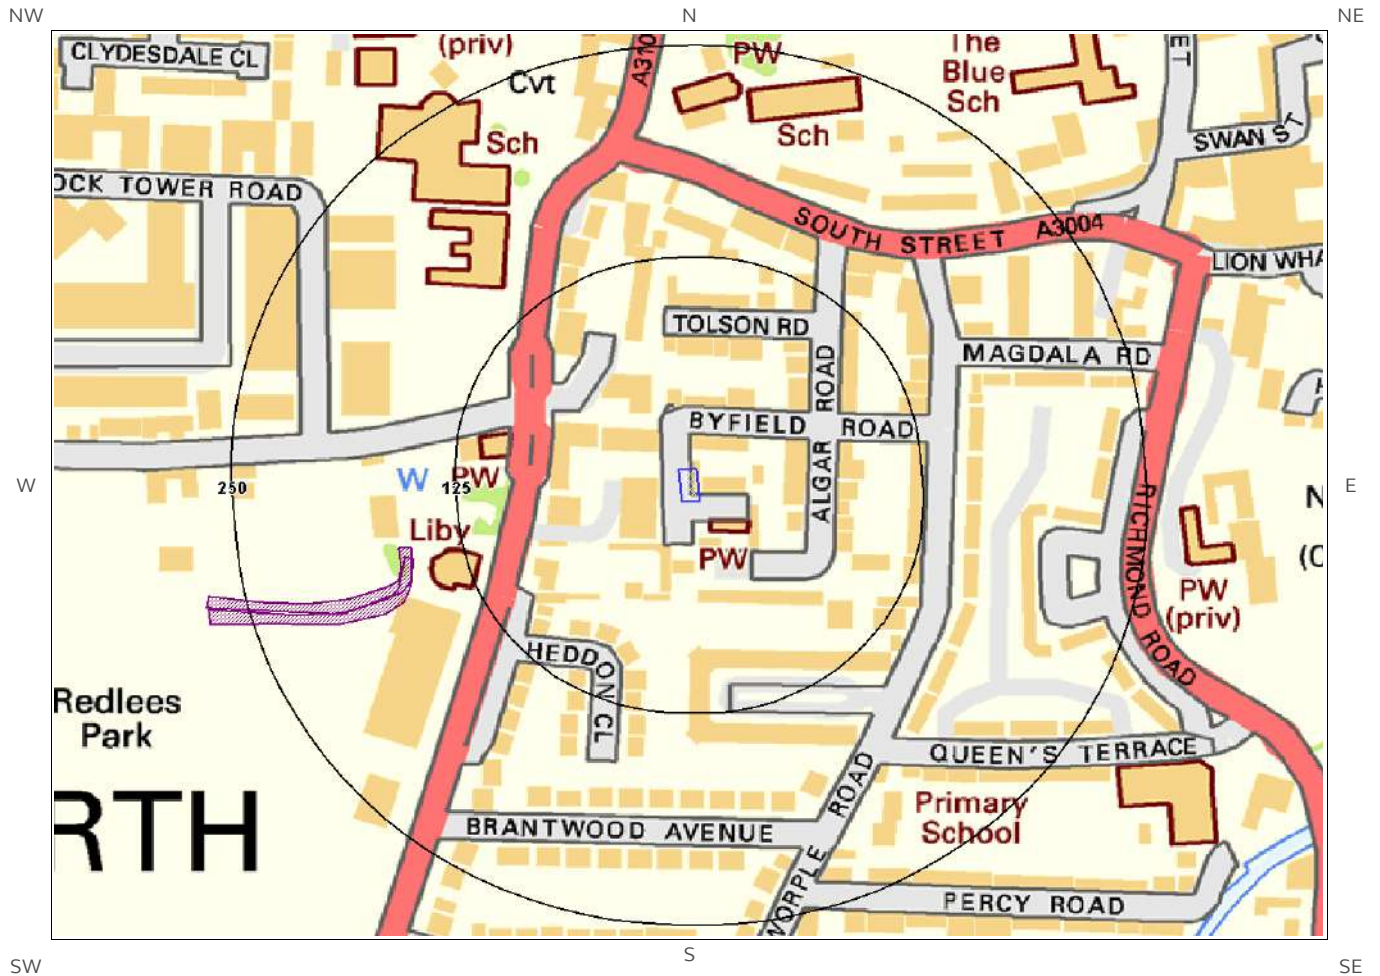 NW
N
NE
CLYDESDALE CL
(priv)
Cvt
A310
PW
The
Blue
Sch
Sch
Sch
SWAN ST
OCK TOWER ROAD
SOUTH STREET A3004
LION WHA
TOLSON RD
MAGDALA RD
ALGAR ROAD
BYFIELD ROAD
W
250
W
PW
125
E
N
Liby
PW
RICHMOND ROAD
PW
(priv)
HEDDON CL
Redlees
Park
QUEEN'S TERRACE
RTH
Primary
School
BRANTWOOD AVENUE
WORPLE ROAD
PERCY ROAD
SW
S
SE